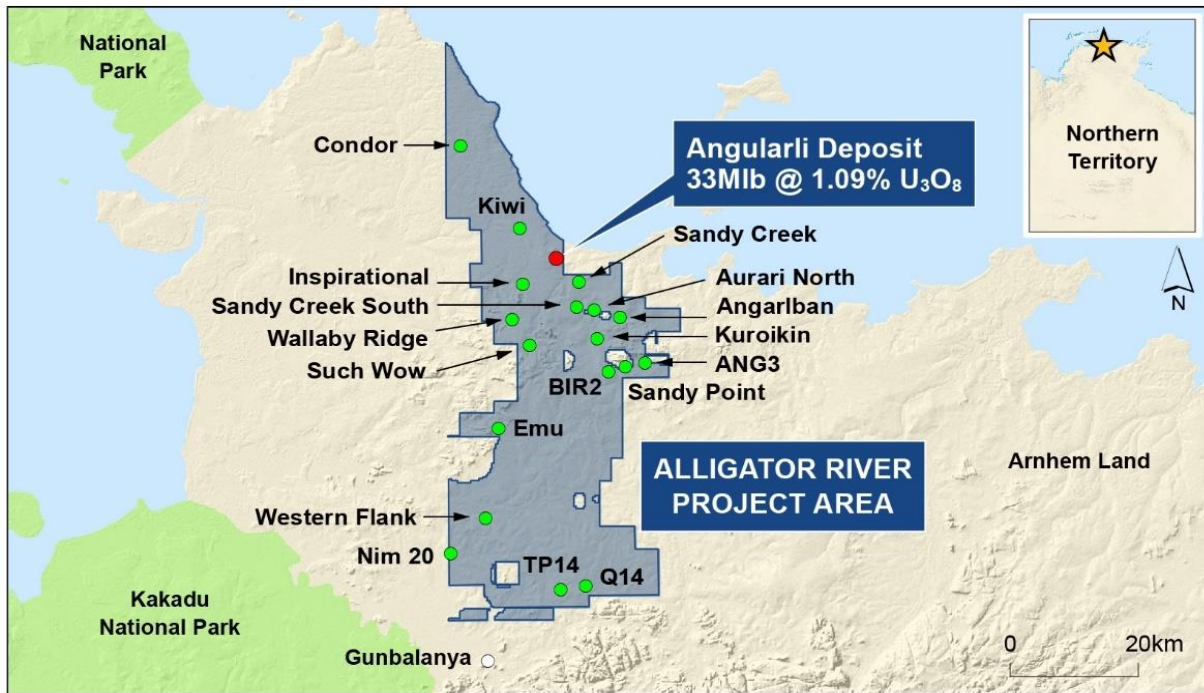 National
Park
Condor
Kiwi
Angularli Deposit
33Mlb @ 1.09% U₃O₈
Northern
Territory
Sandy Creek
Inspirational
Aurari North
Sandy Creek South
Angarlban
Wallaby Ridge
Kuroikin
Such Wow
ANG3
BIR2
Sandy Point
Emu
ALLIGATOR RIVER
PROJECT AREA
Arnhem Land
Western Flank
Nim 20
TP14
Q14
Kakadu
National Park
Gunbalanya
N
0 20km